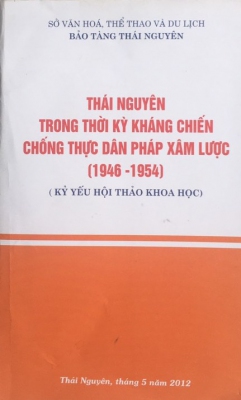 SỞ VĂN HOÁ, THỂ THAO VÀ DU LỊCH
BẢO TÀNG THÁI NGUYÊN
THÁI NGUYÊN
TRONG THỜI KỲ KHÁNG CHIẾN
CHỐNG THỰC DÂN PHÁP XÂM LƯỢC
(1946 -1954)
( KỶ YẾU HỘI THẢO KHOA HỌC)
Thái Nguyên, tháng 5 năm 2012